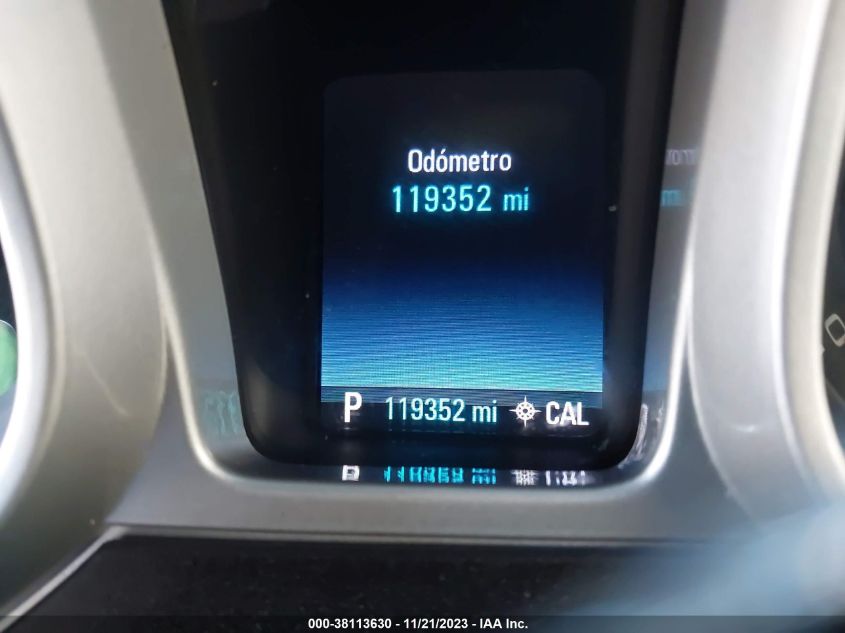 Odómetro
119352 mi
P 119352 mi CAL
000-38113630 - 11/21/2023 - IAA Inc.